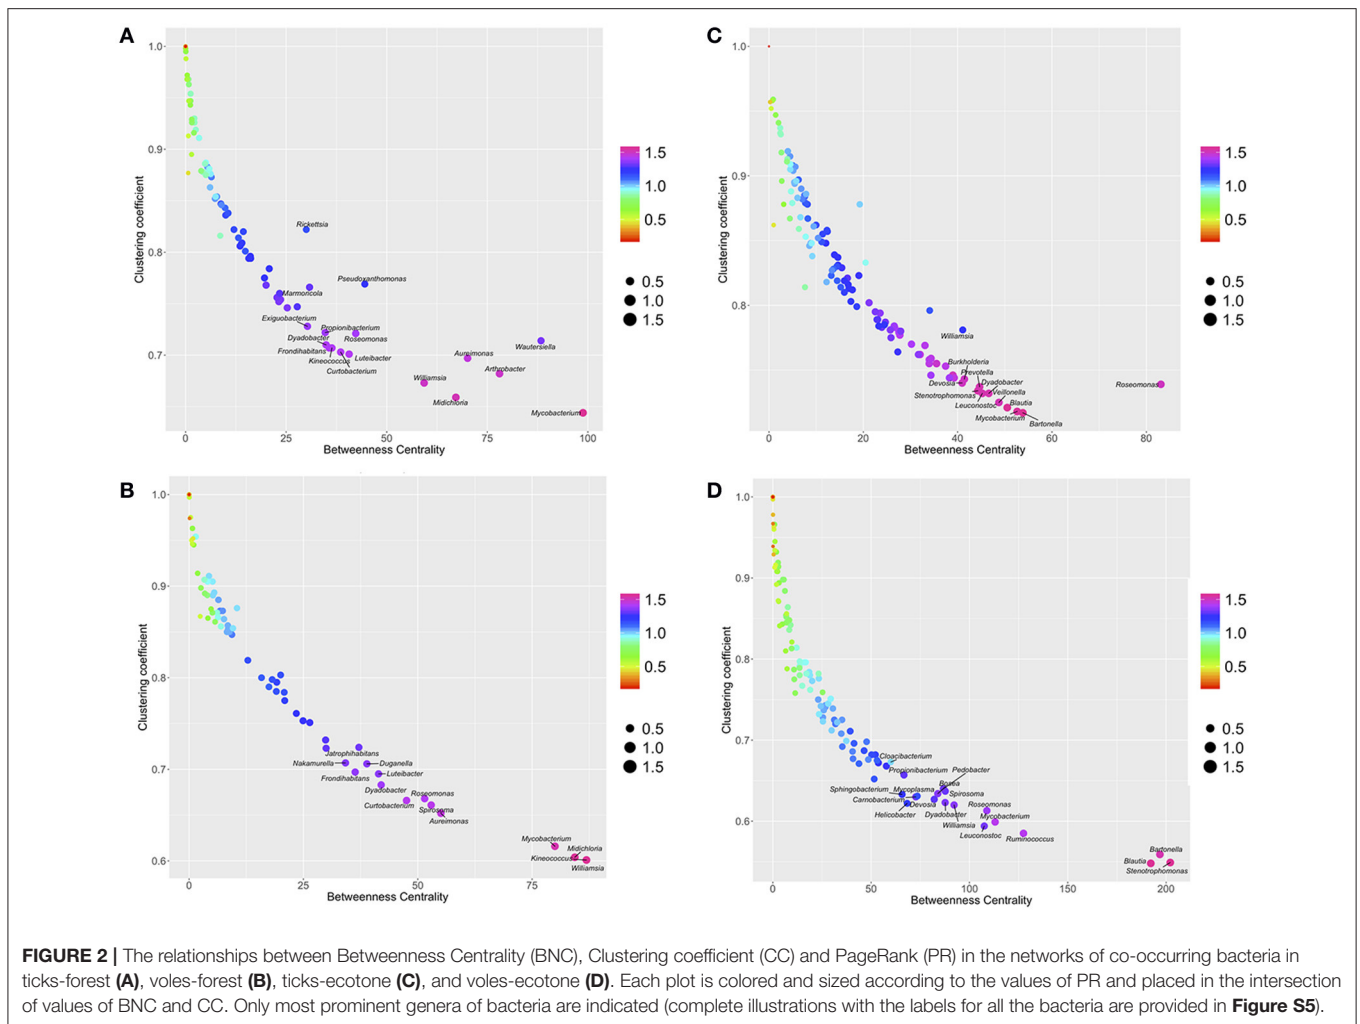 A
Clustering coefficient
1.0
0.9
0.8
0.7
Rickettsia
Pseudoxanthomonas
Marmoricola
Exiguobacterium
Propionibacterium
Dyadobacter
Roseomonas
Frondihabitans
Luteibacter
Kineococcus
Curtobacterium
Wautersiella
Aureimonas
Arthrobacter
Williamsia
Midichloria
Mycobacterium
0 25 50 75 100
Betweenness Centrality
1.5
1.0
0.5
0.5
1.0
1.5
C
Clustering coefficient
1.0
0.9
0.8
Williamsia
Burkholderia
Prevotella
Devosia
Dyadobacter
Stenotrophomonas
Veillonella
Leuconostoc
Blautia
Mycobacterium
Bartonella
Roseomonas
0 20 40 60 80
Betweenness Centrality
1.5
1.0
0.5
0.5
1.0
1.5
B
Clustering coefficient
1.0
0.9
0.8
0.7
0.6
Jatrophihabitans
Nakamurella
Duganella
Frondihabitans
Luteibacter
Dyadobacter
Roseomonas
Curtobacterium
Spirosoma
Aureimonas
Mycobacterium
Midichloria
Kineococcus
Williamsia
0 25 50 75
Betweenness Centrality
1.5
1.0
0.5
0.5
1.0
1.5
D
Clustering coefficient
1.0
0.9
0.8
0.7
0.6
Cloacibacterium
Propionibacterium
Pedobacter
Bosea
Sphingobacterium
Mycoplasma
Spirosoma
Carnobacterium
Devosia
Roseomonas
Helicobacter
Dyadobacter
Mycobacterium
Williamsia
Leuconostoc
Ruminococcus
Bartonella
Blautia
Stenotrophomonas
0 50 100 150 200
Betweenness Centrality
1.5
1.0
0.5
0.5
1.0
1.5
FIGURE 2 | The relationships between Betweenness Centrality (BNC), Clustering coefficient (CC) and PageRank (PR) in the networks of co-occurring bacteria in
ticks-forest (A), voles-forest (B), ticks-ecotone (C), and voles-ecotone (D). Each plot is colored and sized according to the values of PR and placed in the intersection
of values of BNC and CC. Only most prominent genera of bacteria are indicated (complete illustrations with the labels for all the bacteria are provided in Figure S5).